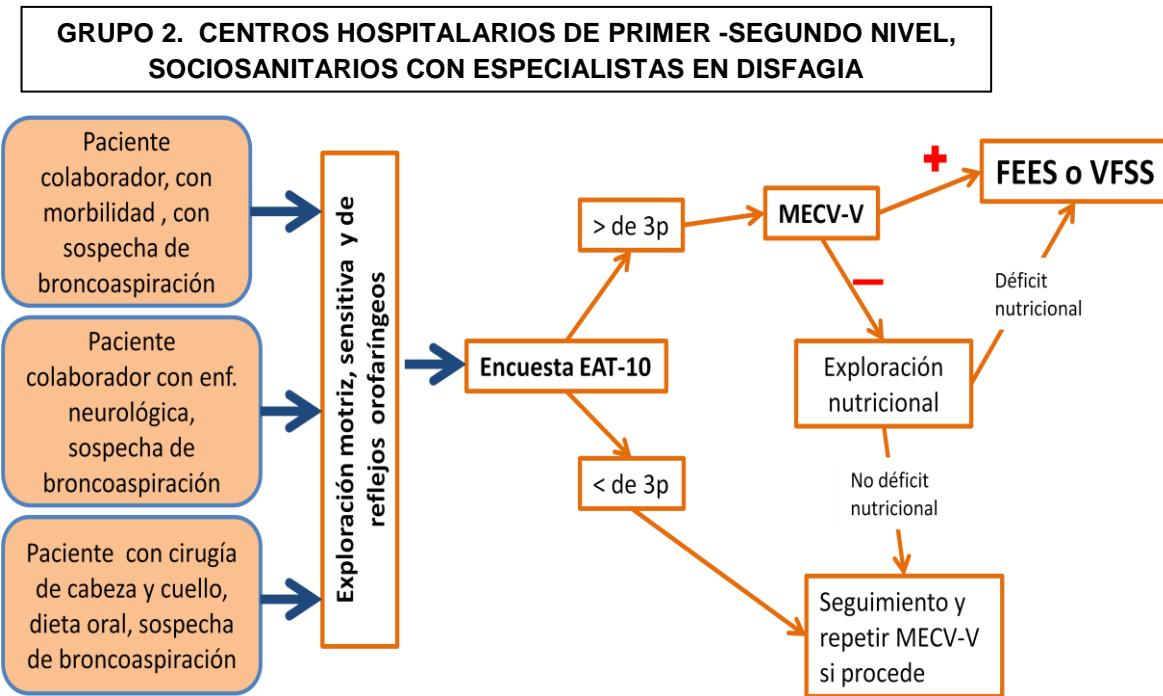 GRUPO 2. CENTROS HOSPITALARIOS DE PRIMER -SEGUNDO NIVEL,
SOCIOSANITARIOS CON ESPECIALISTAS EN DISFAGIA
Paciente
colaborador, con
morbilidad , con
sospecha de
broncoaspiración
Paciente
colaborador con enf.
neurológica,
sospecha de
broncoaspiración
Paciente con cirugía
de cabeza y cuello,
dieta oral, sospecha
de broncoaspiración
Exploración motriz, sensitiva y de
reflejos orofaríngeos
Encuesta EAT-10
> de 3p
< de 3p
MECV-V
+
−
FEES o VFSS
Déficit
nutricional
Exploración
nutricional
No déficit
nutricional
Seguimiento y
repetir MECV-V
si procede